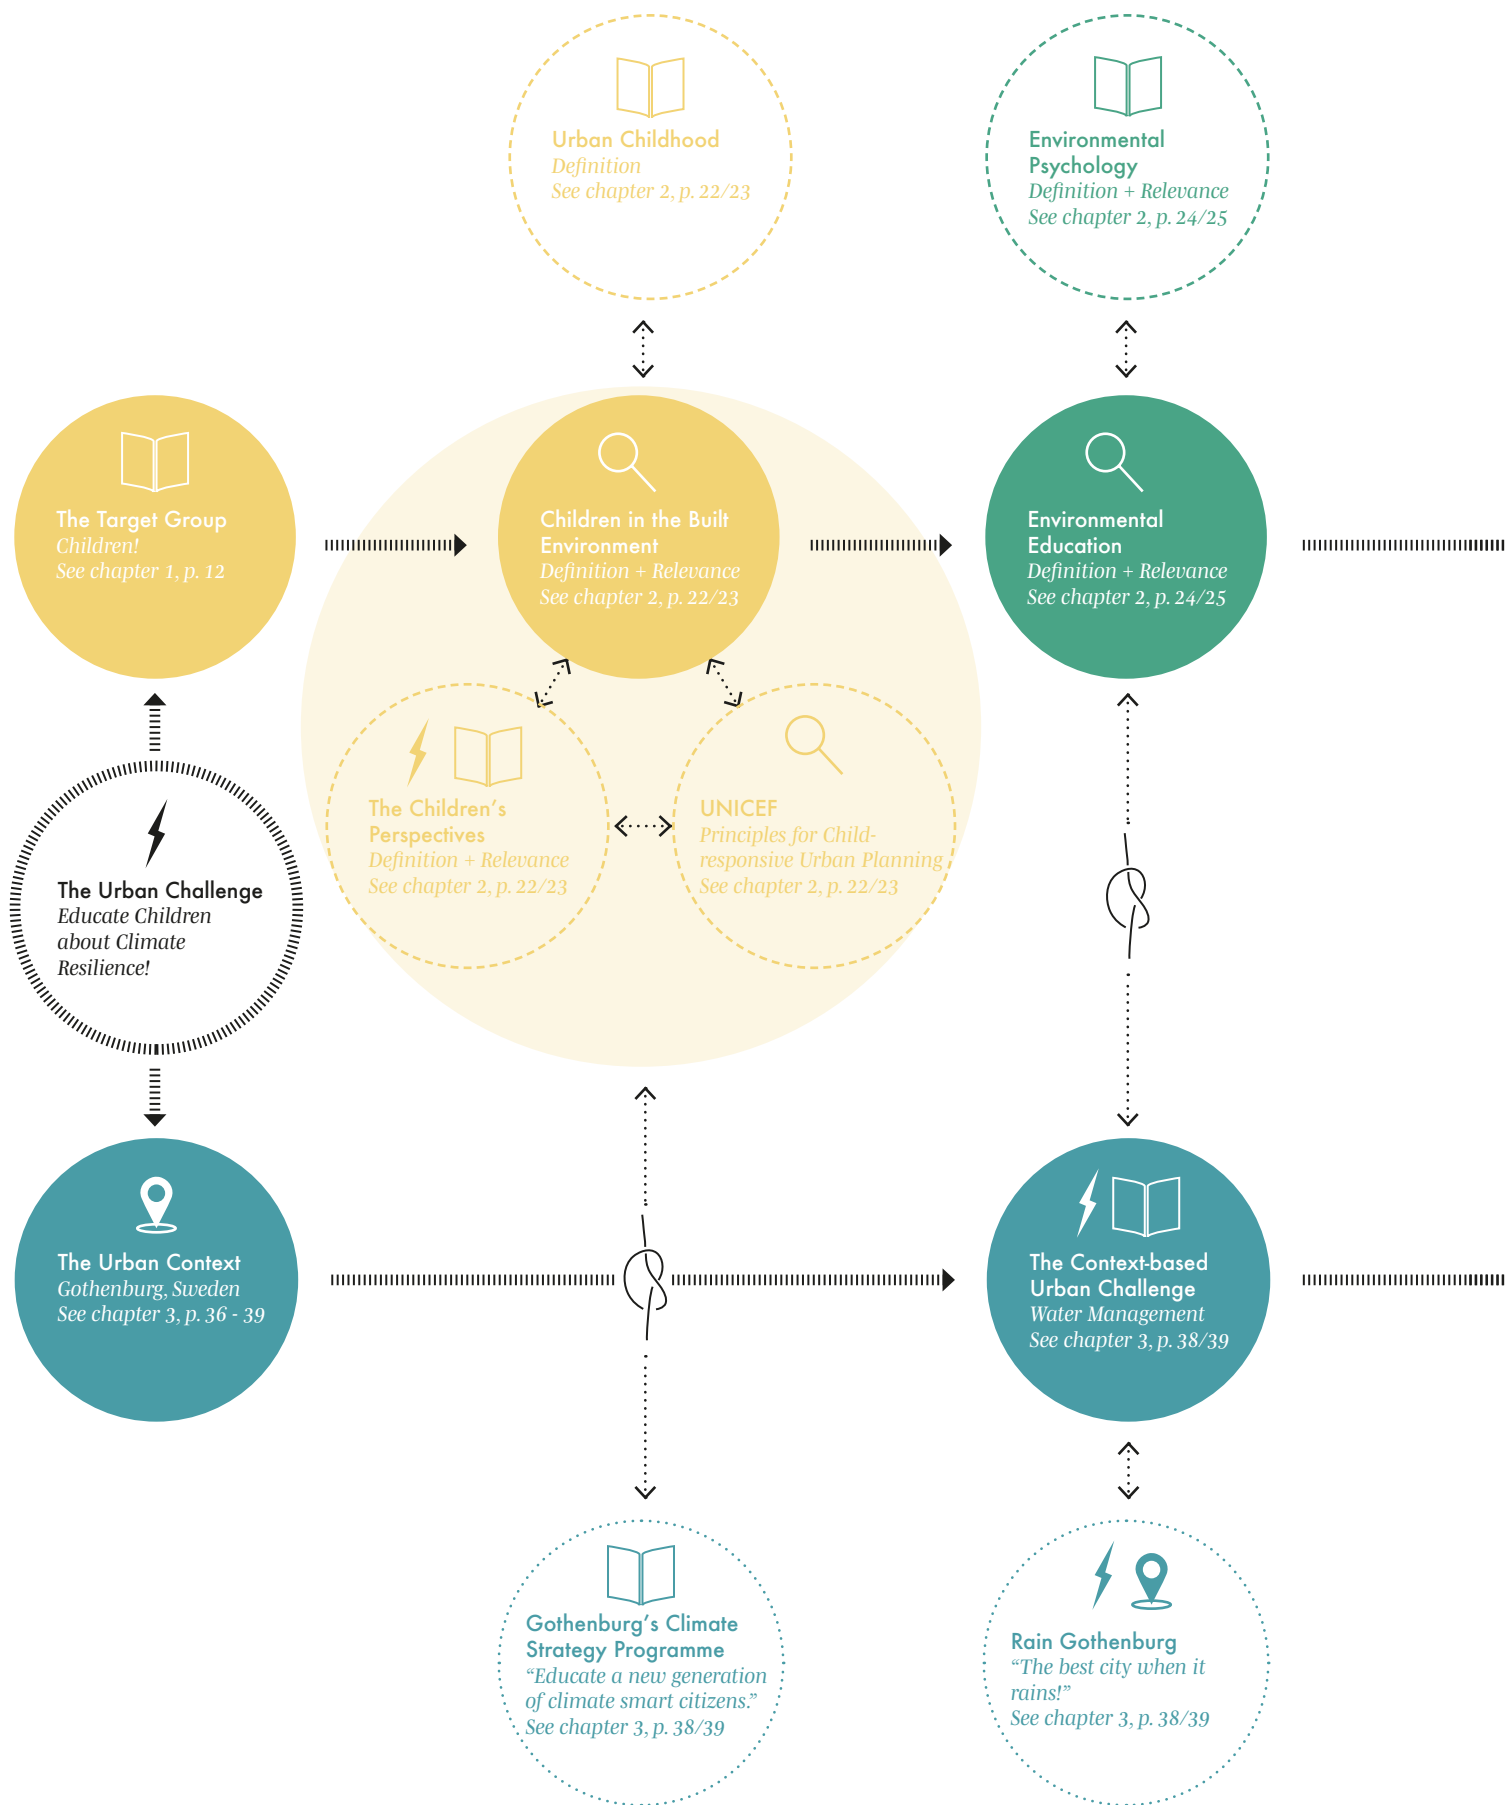 Urban Childhood
Definition
See chapter 2, p. 22/23
Environmental
Psychology
Definition + Relevance
See chapter 2, p. 24/25
The Target Group
Children!
See chapter 1, p. 12
Children in the Built
Environment
Definition + Relevance
See chapter 2, p. 22/23
Environmental
Education
Definition + Relevance
See chapter 2, p. 24/25
The Children's
Perspectives
Definition + Relevance
See chapter 2, p. 22/23
UNICEF
Principles for Child-
responsive Urban Planning
See chapter 2, p. 22/23
The Urban Challenge
Educate Children
about Climate
Resilience!
The Urban Context
Gothenburg, Sweden
See chapter 3, p. 36 - 39
The Context-based
Urban Challenge
Water Management
See chapter 3, p. 38/39
Gothenburg's Climate
Strategy Programme
“Educate a new generation
of climate smart citizens.”
See chapter 3, p. 38/39
Rain Gothenburg
“The best city when it
rains!”
See chapter 3, p. 38/39